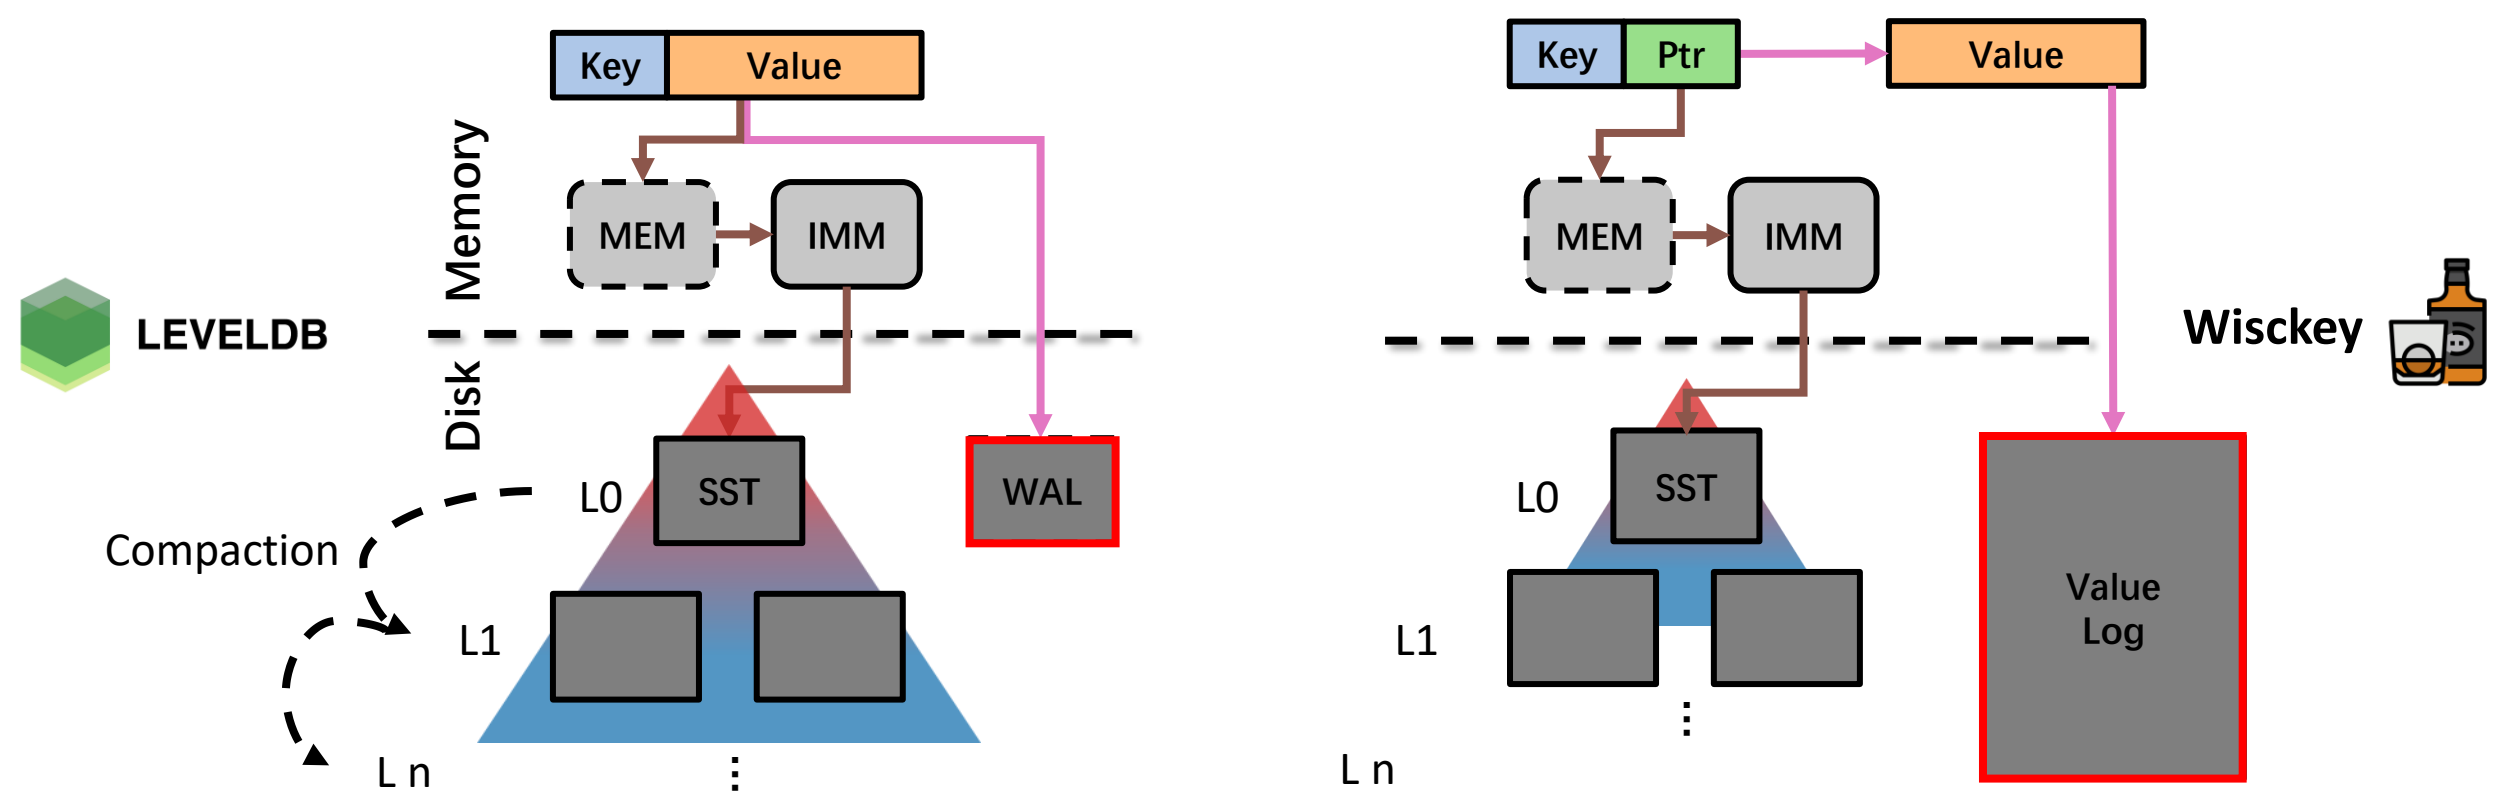 Key Value
Memory
MEM IMM
LEVELDB
Disk
L0 SST WAL
Compaction
L1
L n
...
Key Ptr Value
MEM IMM
Wisckey
L0 SST
L1
Value
Log
...
L n